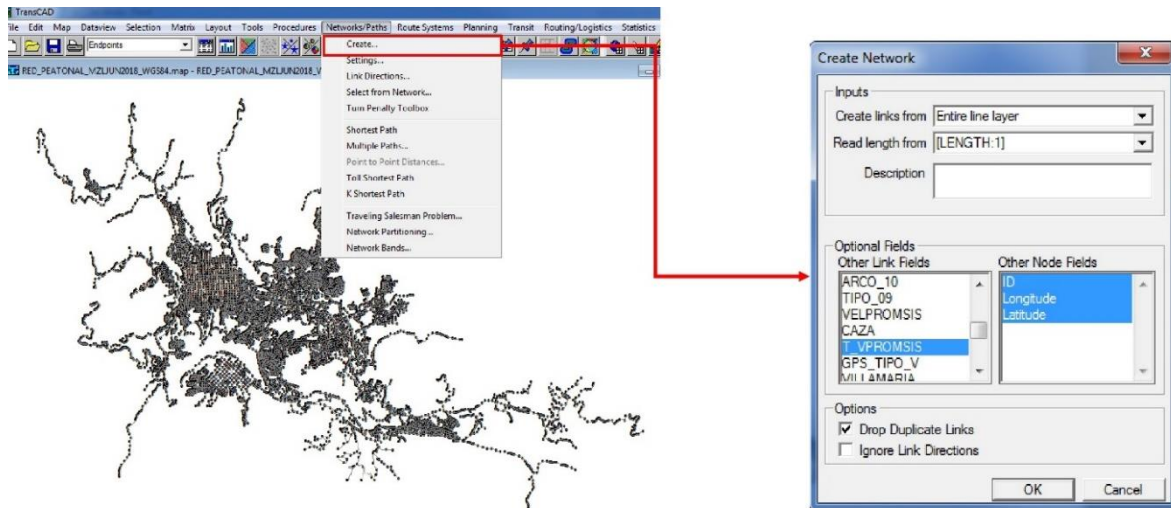 TransCAD
File Edit Map Dataview Selection Matrix Layout Tools Procedures Networks/Paths Route Systems Planning Transit Routing/Logistics Statistics
Endpoints
RED_PEATONAL_MZLJUN2018_WGS84.map - RED_PEATONAL_MZLJUN2018_V
Create...
Settings...
Link Directions...
Select from Network...
Turn Penalty Toolbox
Shortest Path
Multiple Paths...
Point to Point Distances...
Toll Shortest Path
K Shortest Path
Traveling Salesman Problem...
Network Partitioning...
Network Bands...
Create Network
Inputs
Create links from Entire line layer
Read length from [LENGTH:1]
Description
Optional Fields
Other Link Fields Other Node Fields
ARCO_10 ID
TIPO_09 Longitude
VELPROMSIS Latitude
CAZA
T_VPROMSIS
GPS_TIPO_V
VILLAMARIA
Options
Drop Duplicate Links
Ignore Link Directions
OK Cancel